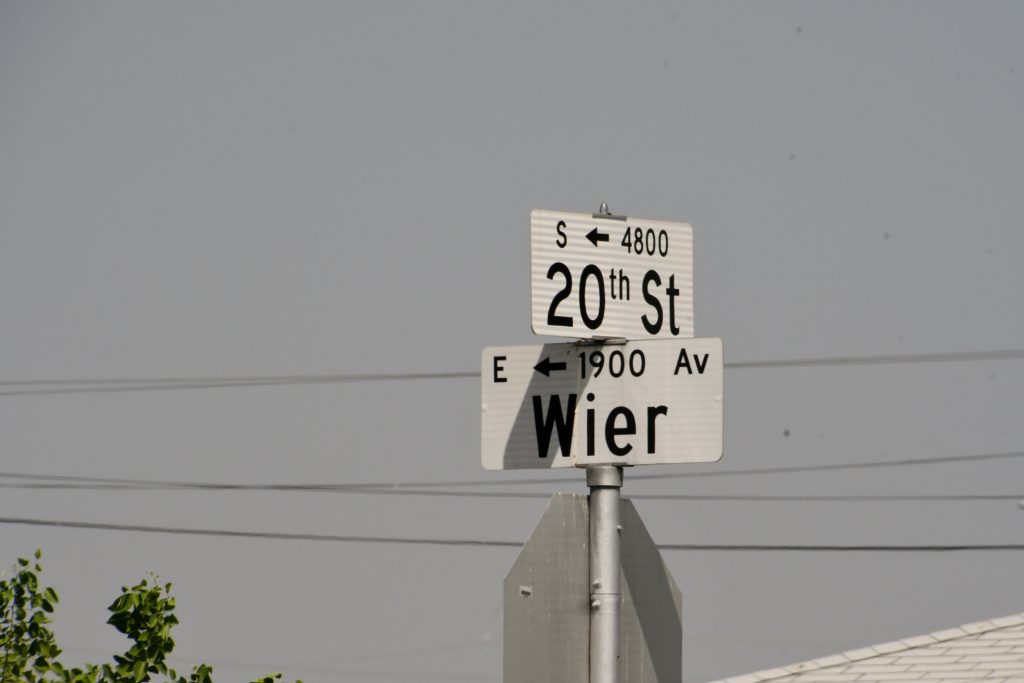 S ← 4800
20th St
E ← 1900 Av
Wier